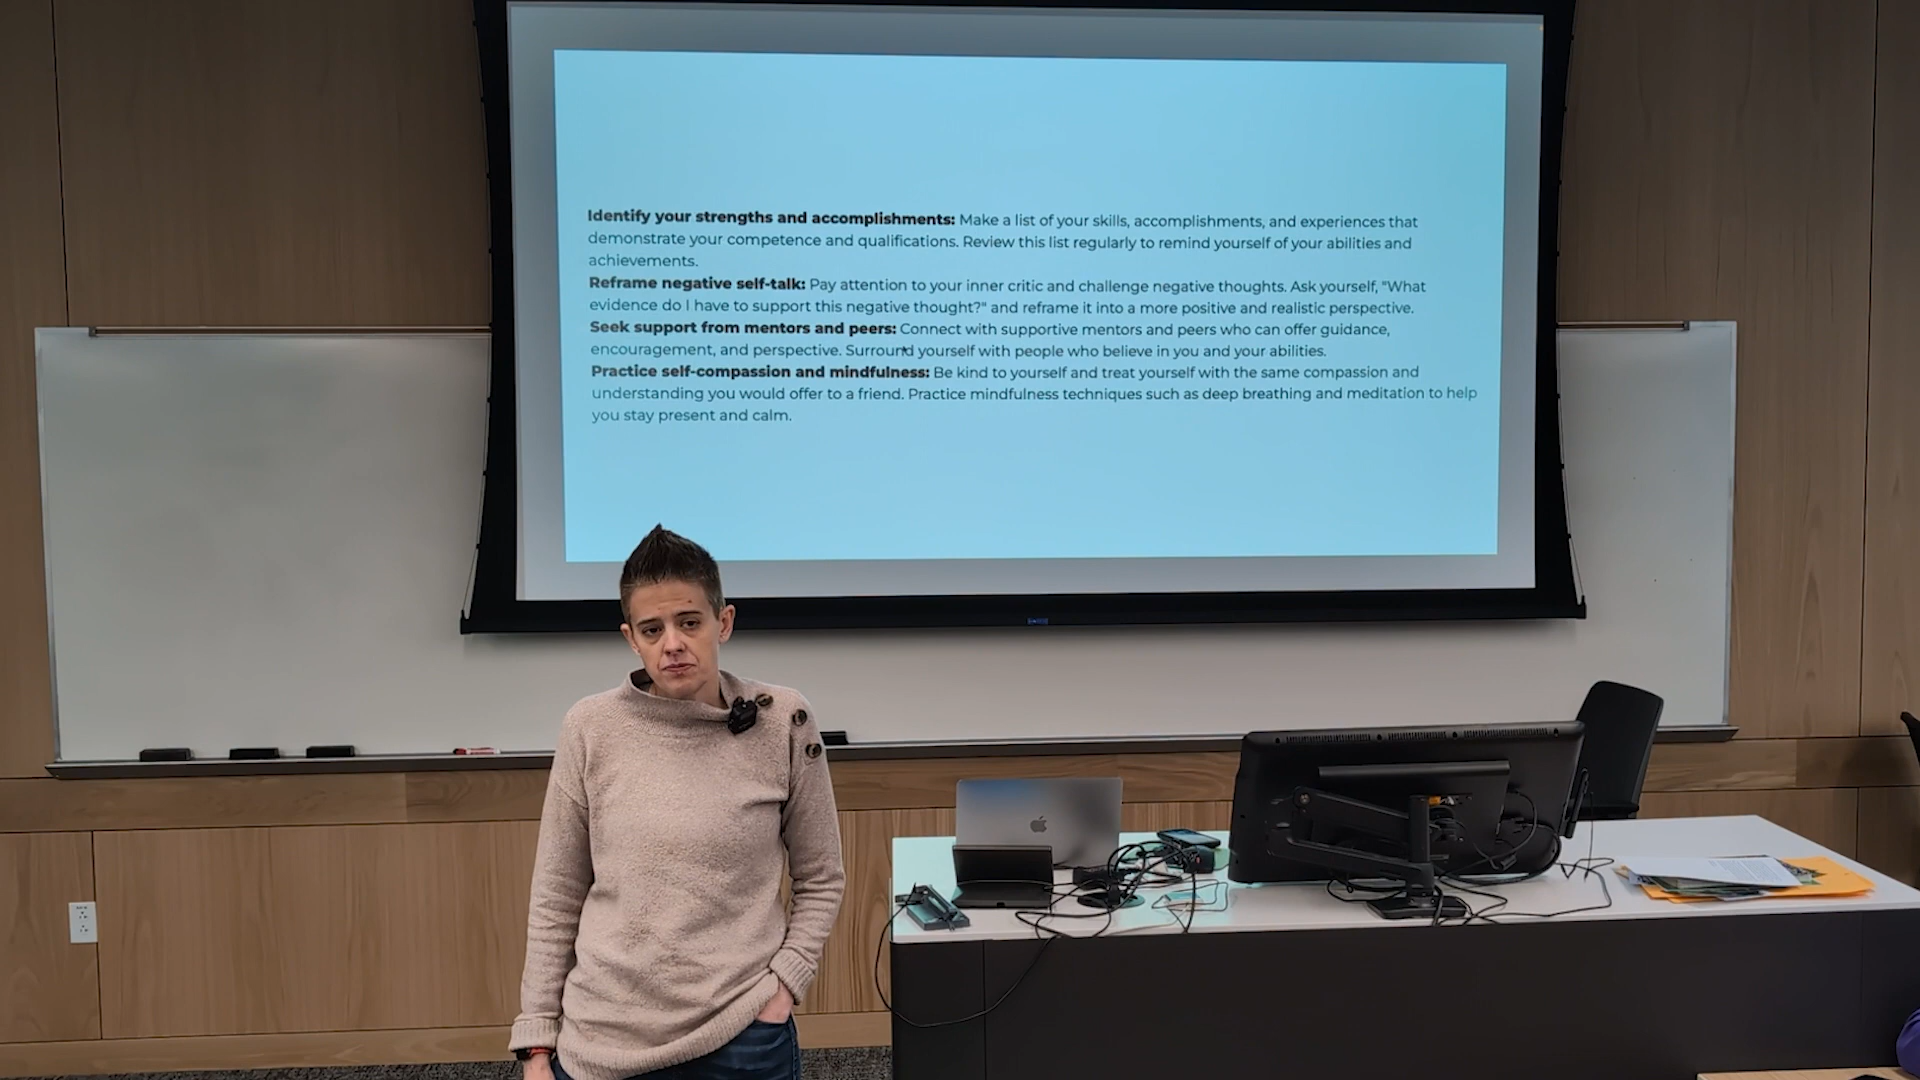 Identify your strengths and accomplishments: Make a list of your skills, accomplishments, and experiences that
demonstrate your competence and qualifications. Review this list regularly to remind yourself of your abilities and
achievements.
Reframe negative self-talk: Pay attention to your inner critic and challenge negative thoughts. Ask yourself, "What
evidence do I have to support this negative thought?" and reframe it into a more positive and realistic perspective.
Seek support from mentors and peers: Connect with supportive mentors and peers who can offer guidance,
encouragement, and perspective. Surround yourself with people who believe in you and your abilities.
Practice self-compassion and mindfulness: Be kind to yourself and treat yourself with the same compassion and
understanding you would offer to a friend. Practice mindfulness techniques such as deep breathing and meditation to help
you stay present and calm.